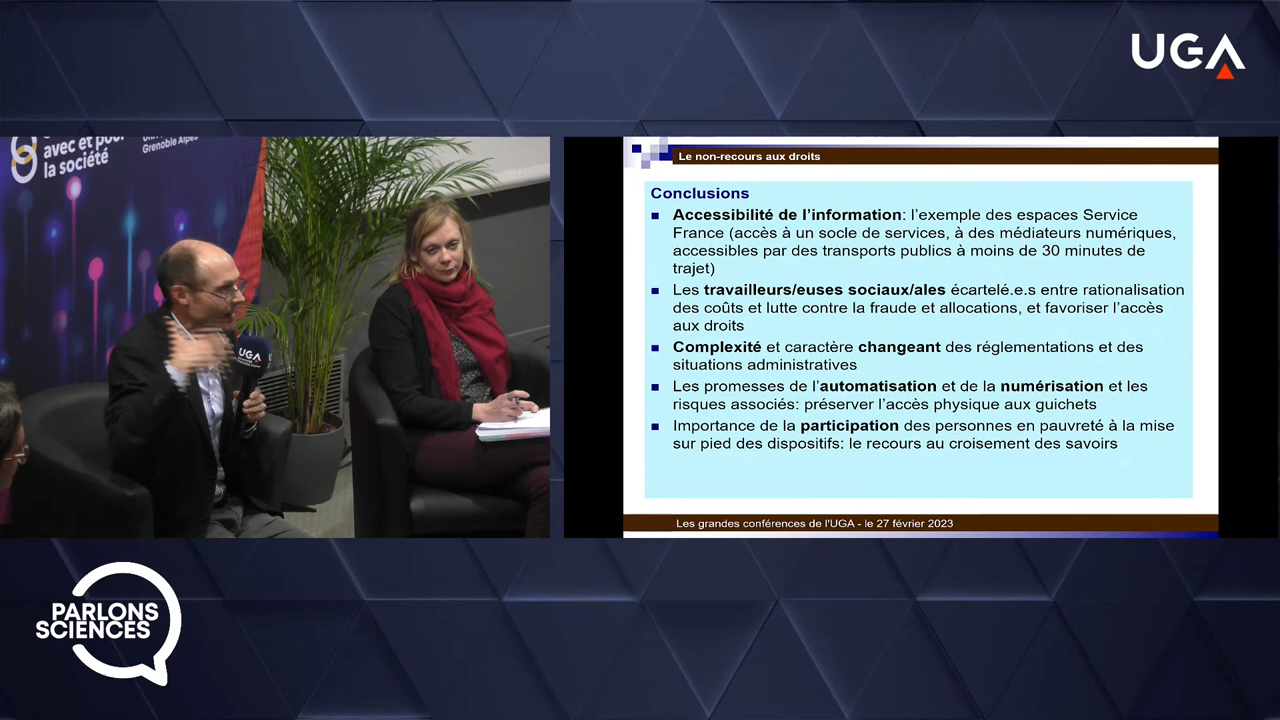 UGA
avec et pour
la société
Grenoble Alpes
UGA
Le non-recours aux droits
Conclusions
Accessibilité de l'information: l'exemple des espaces Service
France (accès à un socle de services, à des médiateurs numériques,
accessibles par des transports publics à moins de 30 minutes de
trajet)
Les travailleurs/euses sociaux/ales écartelé.e.s entre rationalisation
des coûts et lutte contre la fraude et allocations, et favoriser l'accès
aux droits
Complexité et caractère changeant des réglementations et des
situations administratives
Les promesses de l'automatisation et de la numérisation et les
risques associés: préserver l'accès physique aux guichets
Importance de la participation des personnes en pauvreté à la mise
sur pied des dispositifs: le recours au croisement des savoirs
Les grandes conférences de l'UGA - le 27 février 2023
PARLONS
SCIENCES